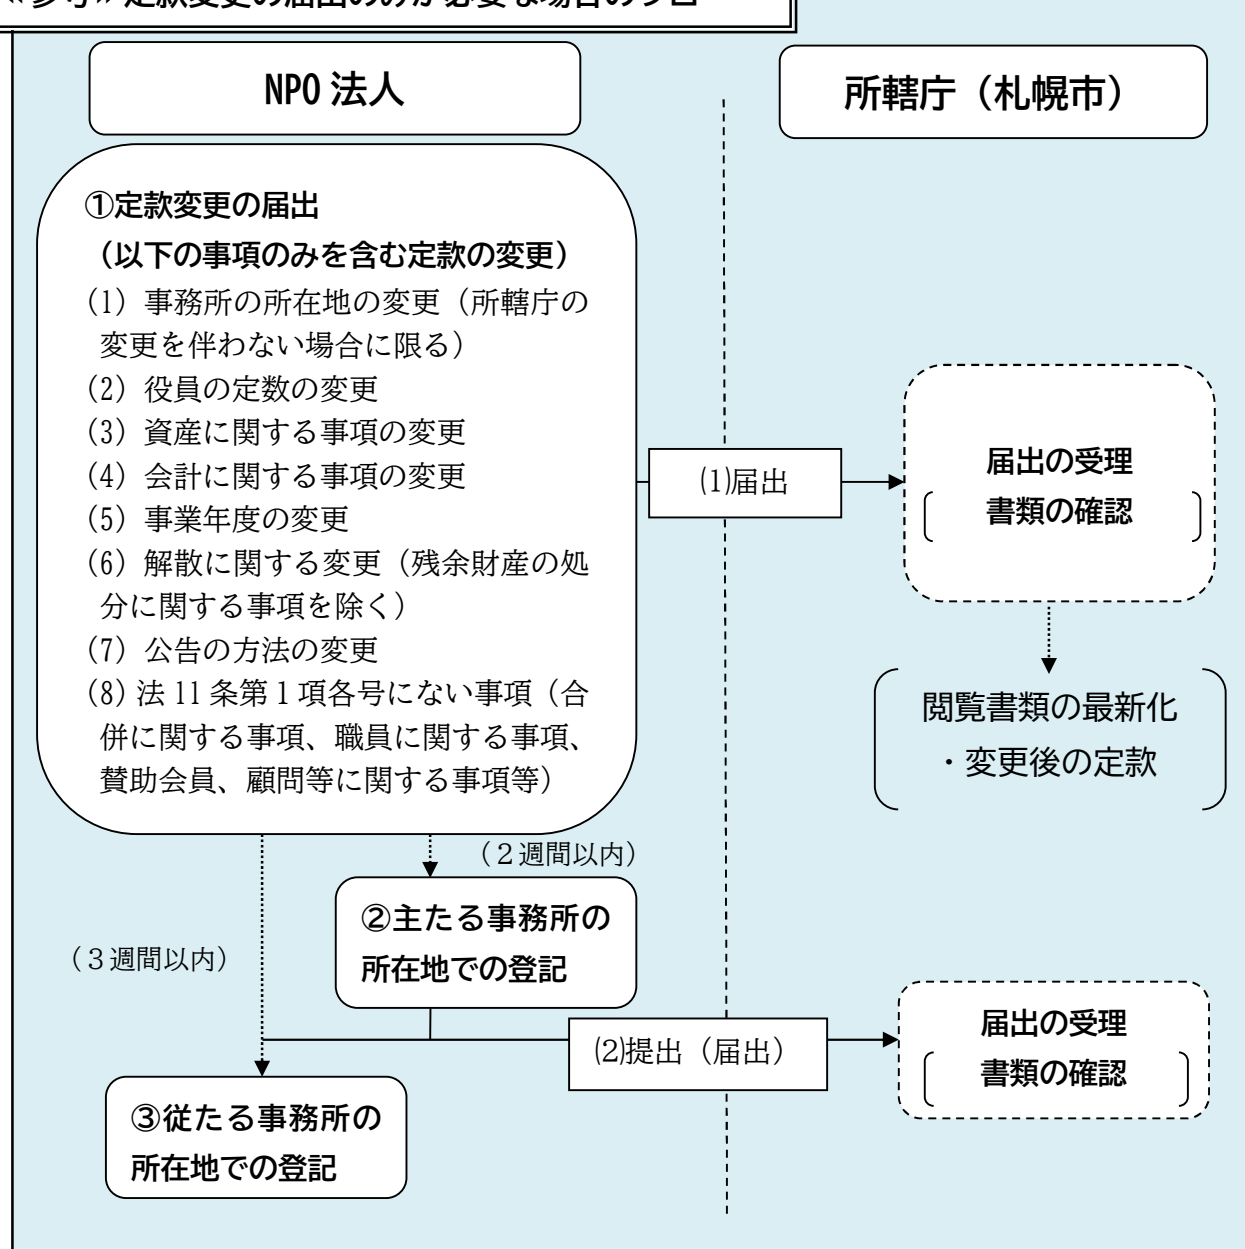 ≪参考≫定款変更の届出のみが必要な場合のフロー
NPO 法人
所轄庁（札幌市）
①定款変更の届出
（以下の事項のみを含む定款の変更）
(1) 事務所の所在地の変更（所轄庁の
変更を伴わない場合に限る）
(2) 役員の定数の変更
(3) 資産に関する事項の変更
(4) 会計に関する事項の変更
(5) 事業年度の変更
(6) 解散に関する変更（残余財産の処
分に関する事項を除く）
(7) 公告の方法の変更
(8) 法 11 条第 1 項各号にない事項（合
併に関する事項、職員に関する事項、
賛助会員、顧問等に関する事項等）
⑴届出
届出の受理
書類の確認
閲覧書類の最新化
・変更後の定款
（２週間以内）
②主たる事務所の
所在地での登記
（３週間以内）
⑵提出（届出）
届出の受理
書類の確認
③従たる事務所の
所在地での登記